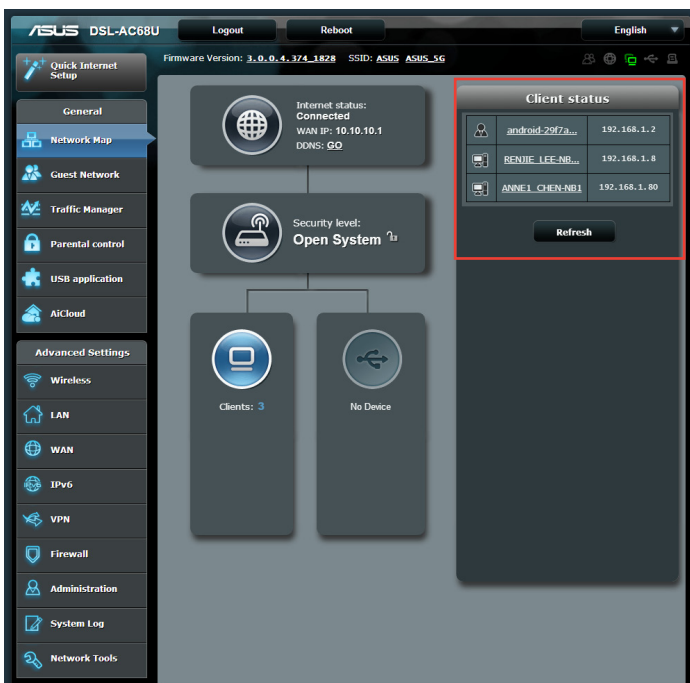 ASUS DSL-AC68U
Logout
Reboot
English
Quick Internet
Setup
Firmware Version: 3.0.0.4.374_1828 SSID: ASUS ASUS_5G
General
Network Map
Guest Network
Traffic Manager
Parental control
USB application
AiCloud
Advanced Settings
Wireless
LAN
WAN
IPv6
VPN
Firewall
Administration
System Log
Network Tools
Internet status:
Connected
WAN IP: 10.10.10.1
DDNS: GO
Security level:
Open System
Clients: 3
No Device
Client status
android-29f7a... 192.168.1.2
RENJIE_LEE-NB... 192.168.1.8
ANNE1_CHEN-NB1 192.168.1.80
Refresh